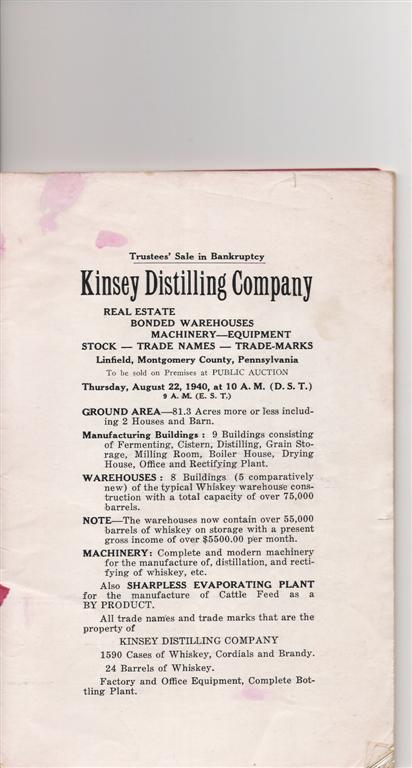 Trustees' Sale in Bankruptcy
Kinsey Distilling Company
REAL ESTATE
BONDED WAREHOUSES
MACHINERY—EQUIPMENT
STOCK — TRADE NAMES — TRADE-MARKS
Linfield, Montgomery County, Pennsylvania
To be sold on Premises at PUBLIC AUCTION
Thursday, August 22, 1940, at 10 A. M. (D. S. T.)
9 A. M. (E. S. T.)
GROUND AREA—81.3 Acres more or less includ-
ing 2 Houses and Barn.
Manufacturing Buildings : 9 Buildings consisting
of Fermenting, Cistern, Distilling, Grain Sto-
rage, Milling Room, Boiler House, Drying
House, Office and Rectifying Plant.
WAREHOUSES : 8 Buildings (5 comparatively
new) of the typical Whiskey warehouse cons-
truction with a total capacity of over 75,000
barrels.
NOTE—The warehouses now contain over 55,000
barrels of whiskey on storage with a present
gross income of over $5500.00 per month.
MACHINERY: Complete and modern machinery
for the manufacture of, distillation, and recti-
fying of whiskey, etc.
Also SHARPLESS EVAPORATING PLANT
for the manufacture of Cattle Feed as a
BY PRODUCT.
All trade names and trade marks that are the
property of
KINSEY DISTILLING COMPANY
1590 Cases of Whiskey, Cordials and Brandy.
24 Barrels of Whiskey.
Factory and Office Equipment, Complete Bot-
tling Plant.